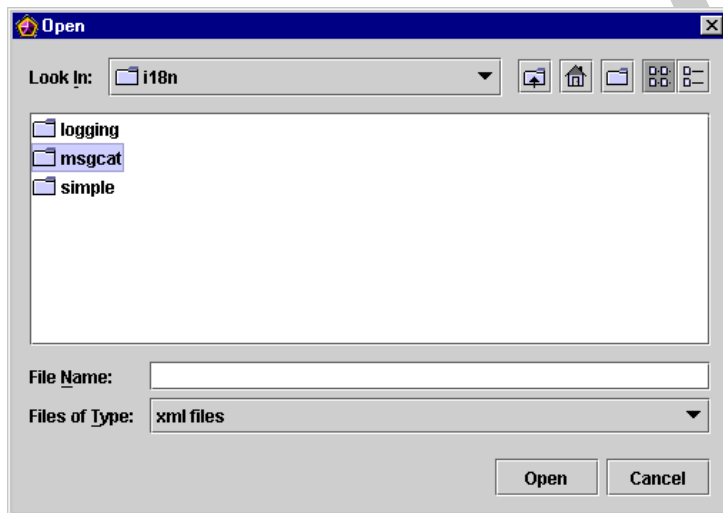 Open
Look In: i18n
logging
msgcat
simple
File Name:
Files of Type: xml files
Open Cancel